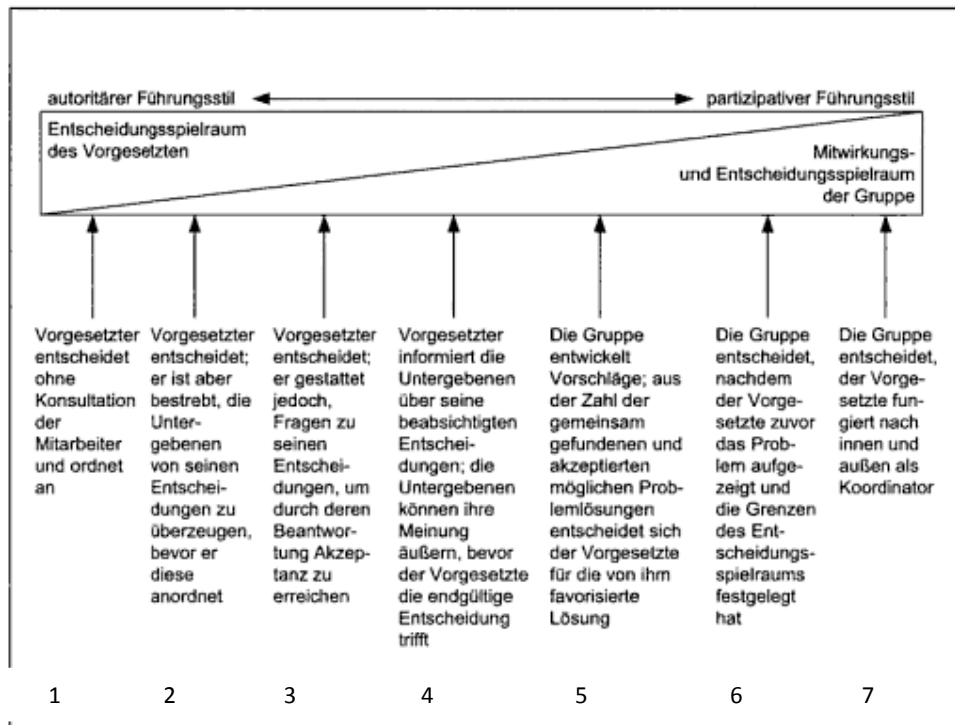 autoritärer Führungsstil
partizipativer Führungsstil
Entscheidungsspielraum
des Vorgesetzten
Mitwirkungs-
und Entscheidungsspielraum
der Gruppe
Vorgesetzter
entscheidet
ohne
Konsultation
der
Mitarbeiter
und ordnet
an
Vorgesetzter
entscheidet;
er ist aber
bestrebt, die
Unter-
gebenen
von seinen
Entschei-
dungen zu
überzeugen,
bevor er
diese
anordnet
Vorgesetzter
entscheidet;
er gestattet
jedoch,
Fragen zu
seinen
Entschei-
dungen, um
durch deren
Beantwor-
tung Akzep-
tanz zu
erreichen
Vorgesetzter
informiert die
Untergebenen
über seine
beabsichtigten
Entschei-
dungen; die
Untergebenen
können ihre
Meinung
äußern, bevor
der Vorgesetzte
die endgültige
Entscheidung
trifft
Die Gruppe
entwickelt
Vorschläge; aus
der Zahl der
gemeinsam
gefundenen und
akzeptierten
möglichen Prob-
lemlösungen
entscheidet sich
der Vorgesetzte
für die von ihm
favorisierte
Lösung
Die Gruppe
entscheidet,
nachdem
der Vorge-
setzte zuvor
das Prob-
lem aufge-
zeigt und
die Grenzen
des Ent-
scheidungs-
spielraums
festgelegt
hat
Die Gruppe
entscheidet,
der Vorge-
setzte fun-
giert nach
innen und
außen als
Koordinator
1 2 3 4 5 6 7